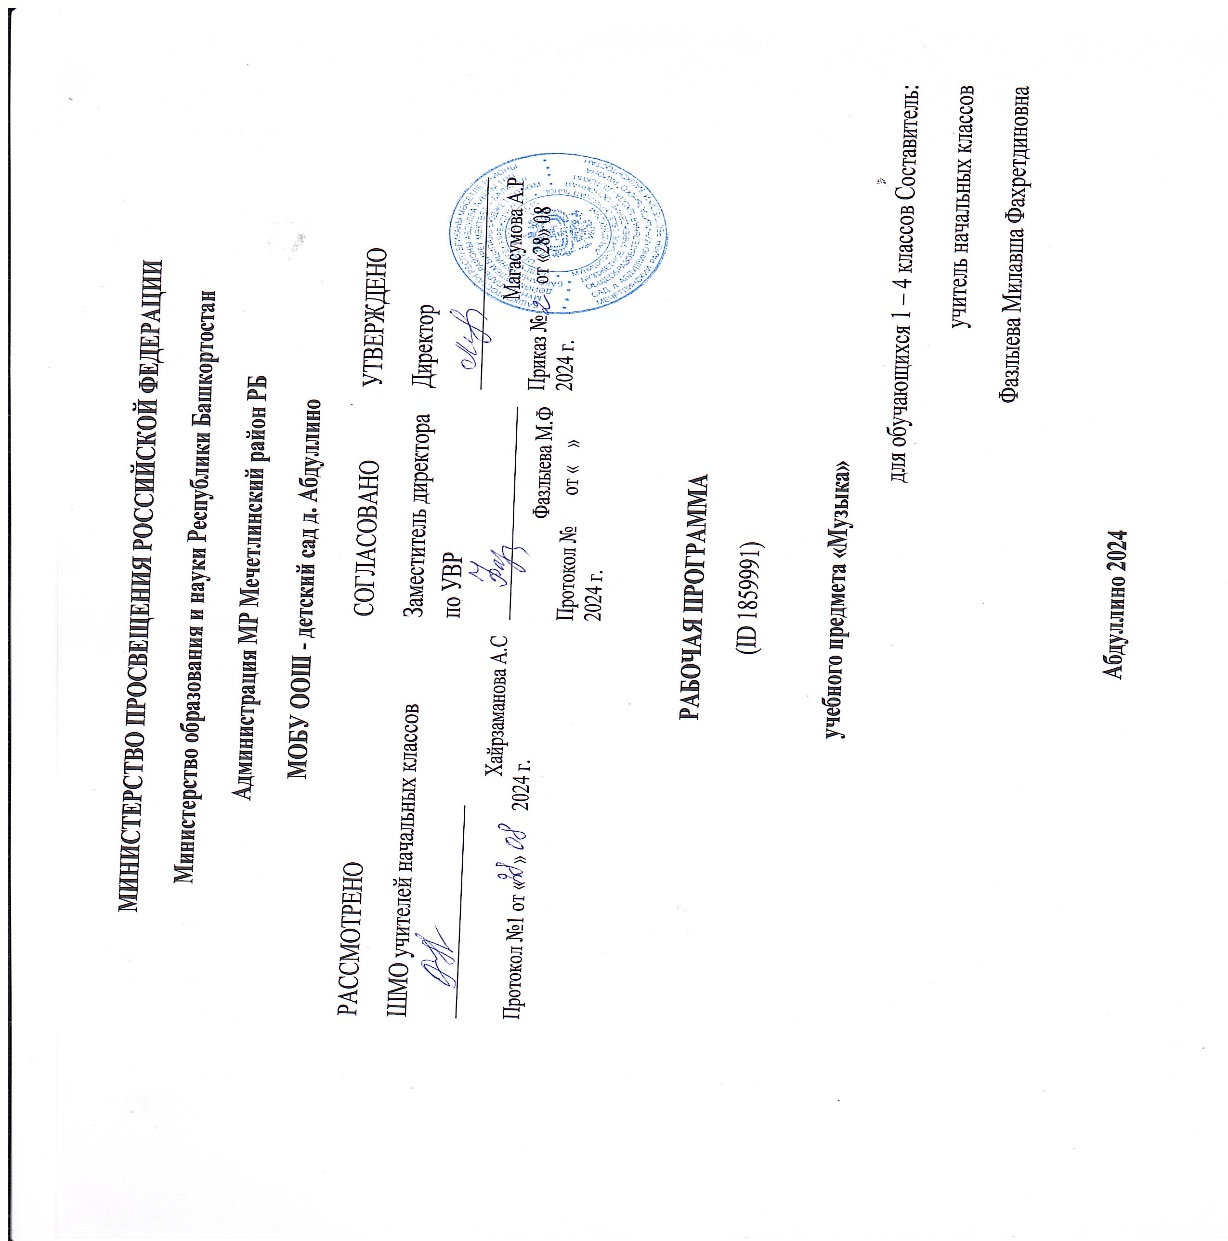 МИНИСТЕРСТВО ПРОСВЕЩЕНИЯ РОССИЙСКОЙ ФЕДЕРАЦИИ
Министерство образования и науки Республики Башкортостан
Администрация МР Мечетлинский район РБ
МОБУ ООШ - детский сад д. Абдуллино
РАССМОТРЕНО
ШМО учителей начальных классов
Хайрзаманова А.С
Протокол №1 от «28» 08 2024 г.
СОГЛАСОВАНО
Заместитель директора
по УВР
Фазлыева М.Ф
Протокол № от « »
2024 г.
УТВЕРЖДЕНО
Директор
Магасумова А.Р
Приказ № от «28» 08
2024 г.
РАБОЧАЯ ПРОГРАММА
(ID 1859991)
учебного предмета «Музыка»
для обучающихся 1 – 4 классов Составитель:
учитель начальных классов
Фазлыева Милавша Фахретдиновна
Абдуллино 2024